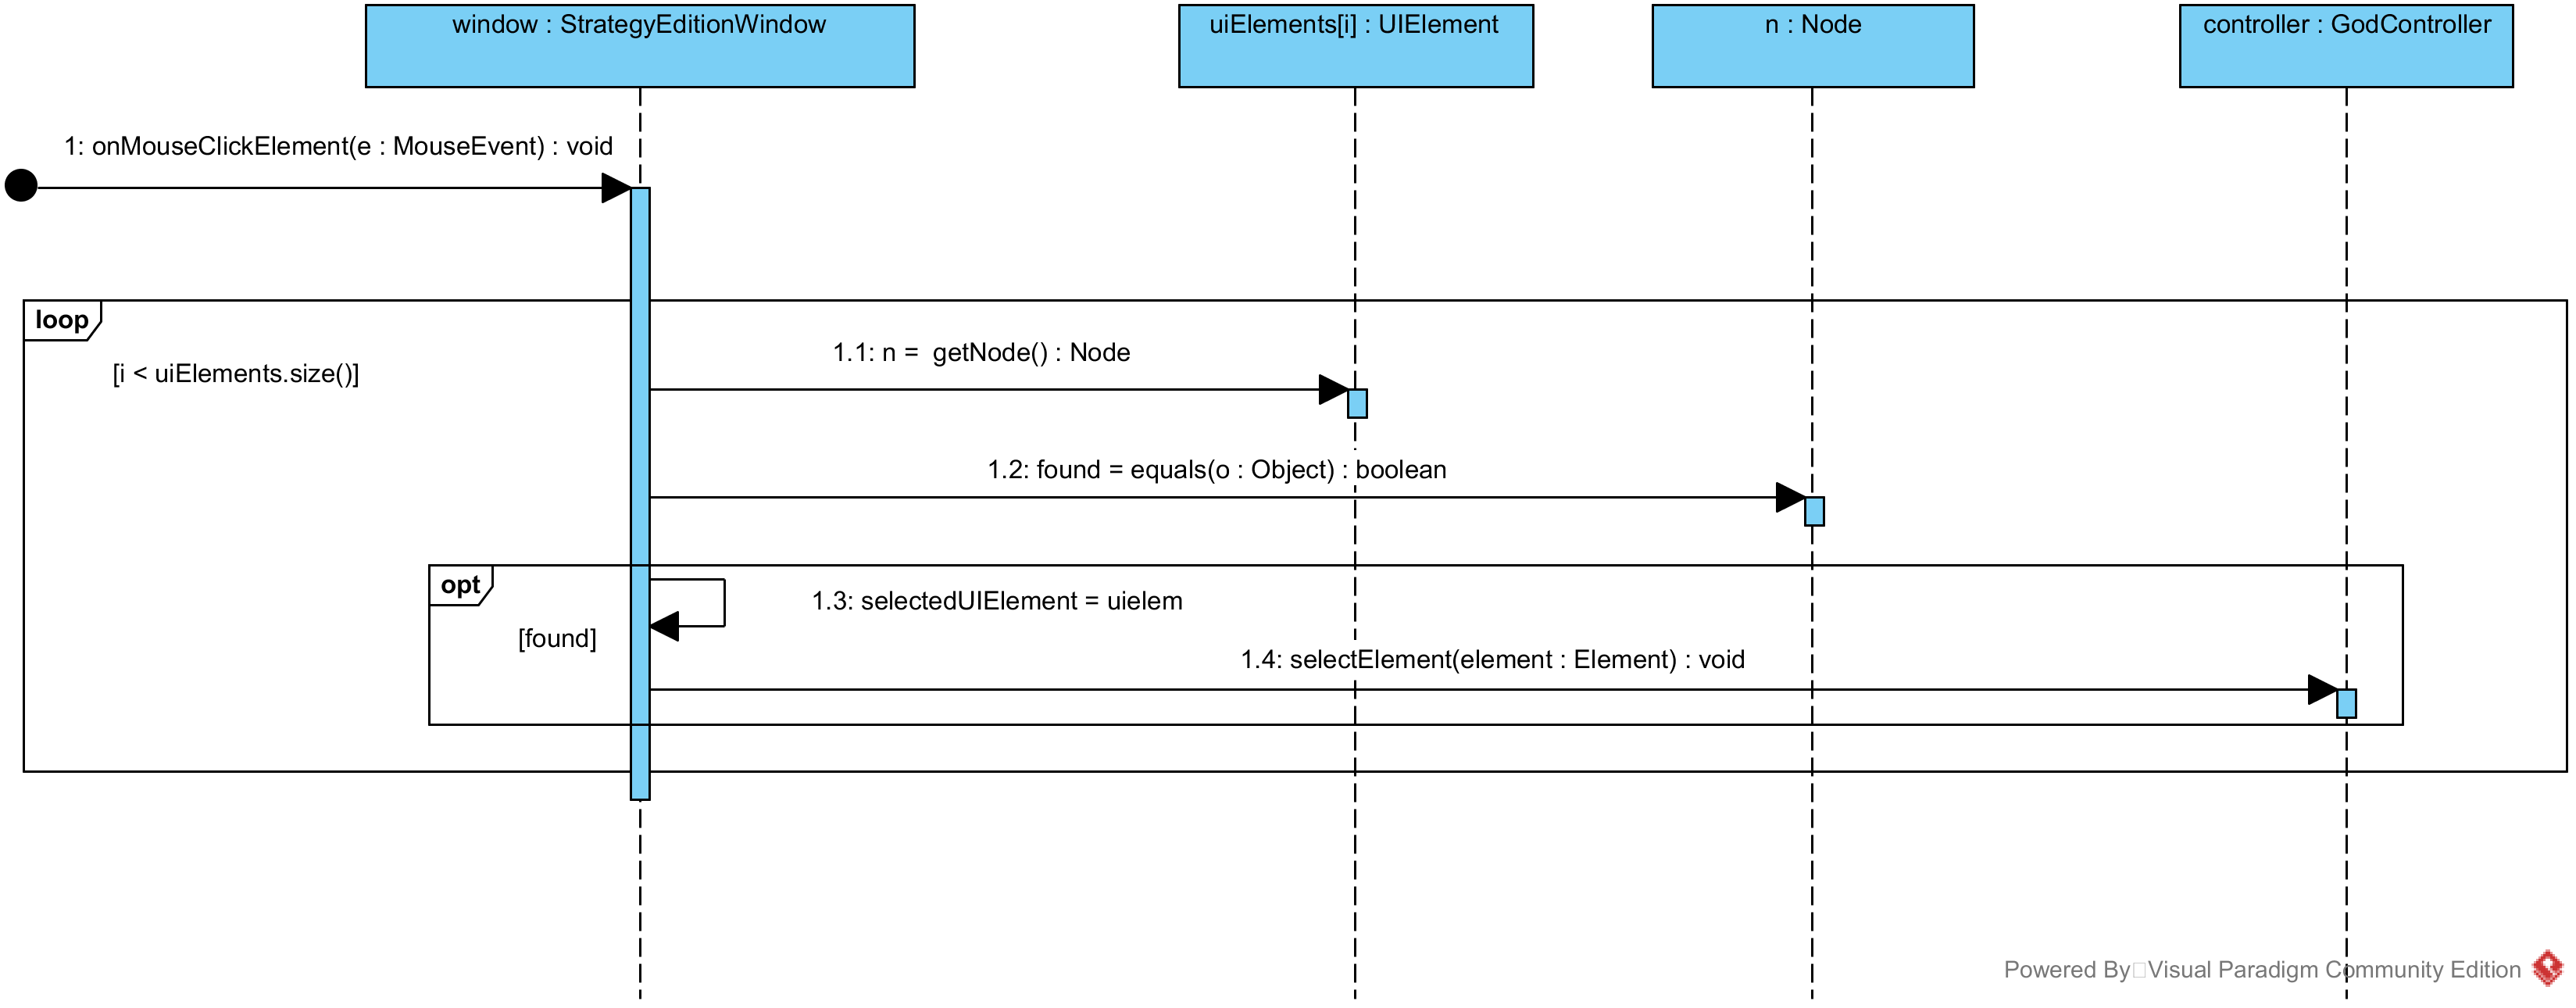 window : StrategyEditionWindow
uiElements[i] : UIElement
n : Node
controller : GodController
1: onMouseClickElement(e : MouseEvent) : void
loop
[i < uiElements.size()]
1.1: n =  getNode() : Node
1.2: found = equals(o : Object) : boolean
opt
[found]
1.3: selectedUIElement = uielem
1.4: selectElement(element : Element) : void
Powered By Visual Paradigm Community Edition